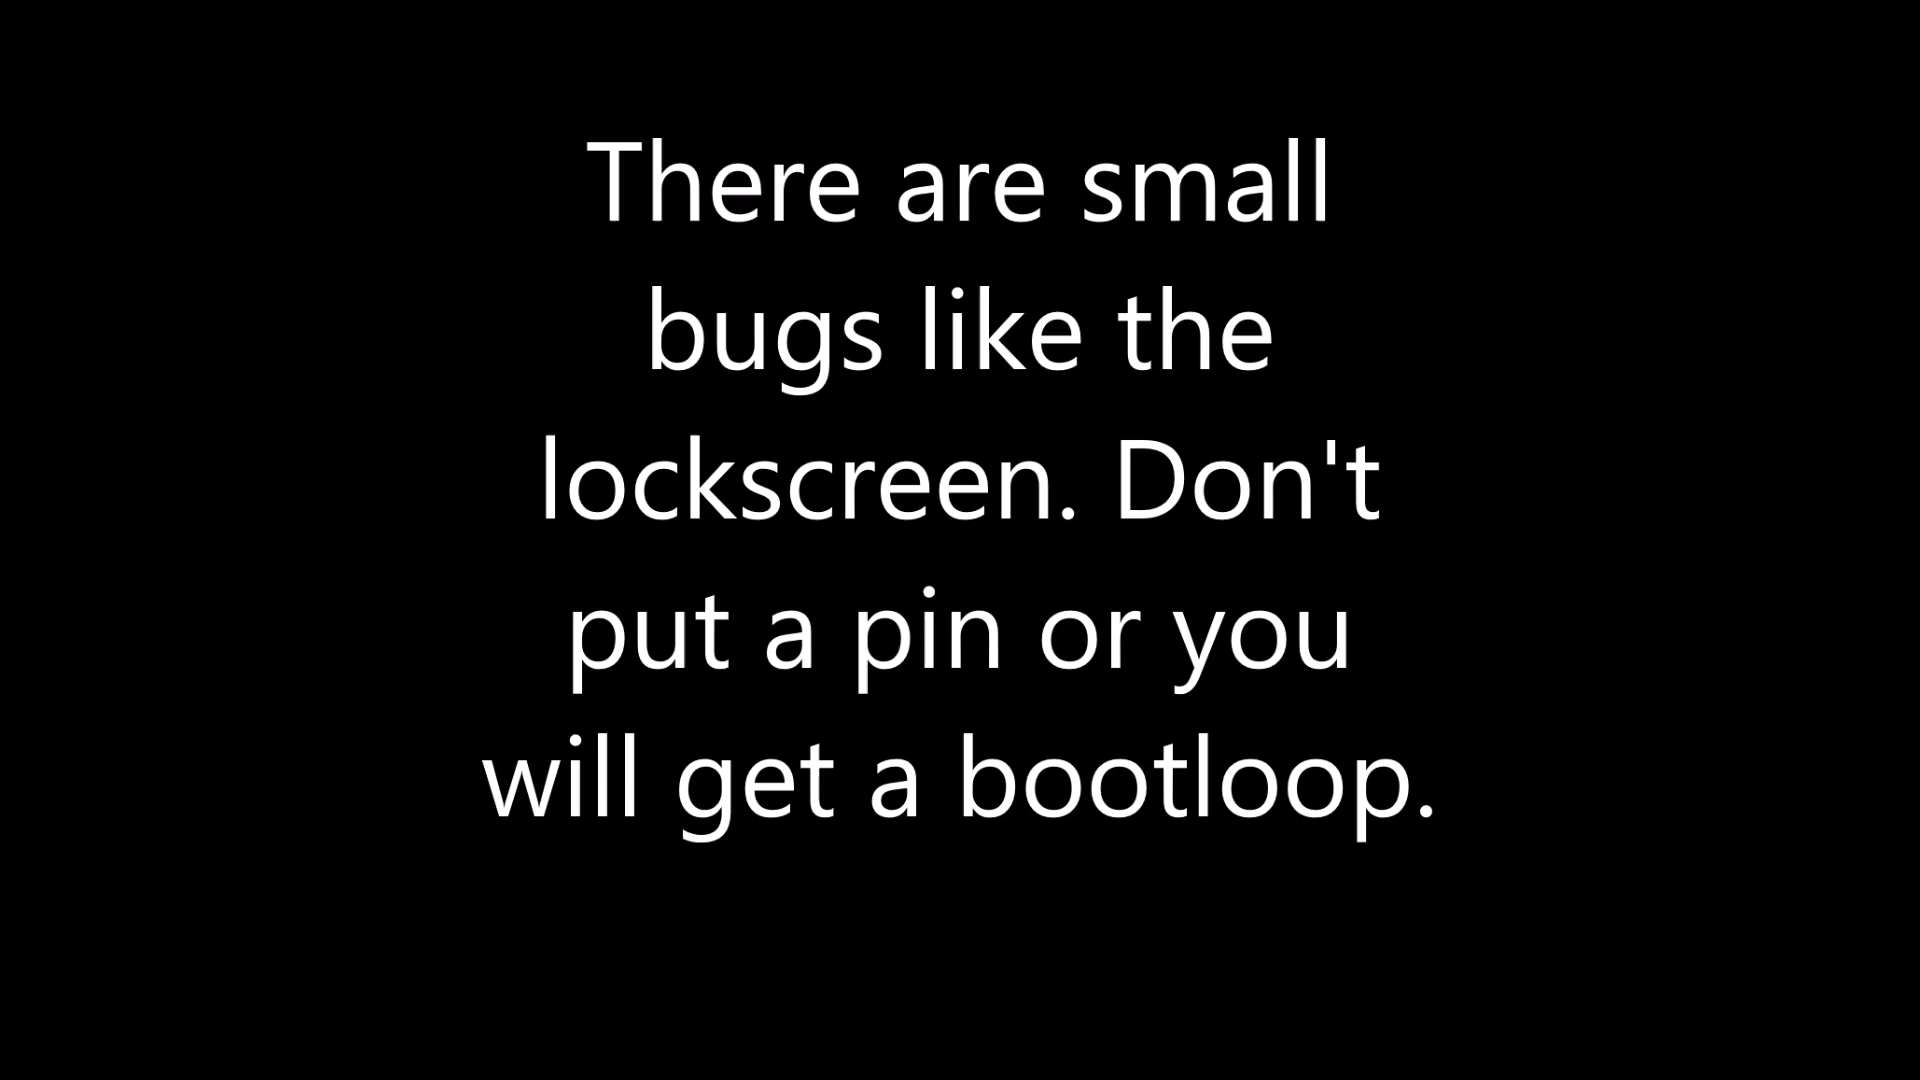 There are small
bugs like the
lockscreen. Don't
put a pin or you
will get a bootloop.